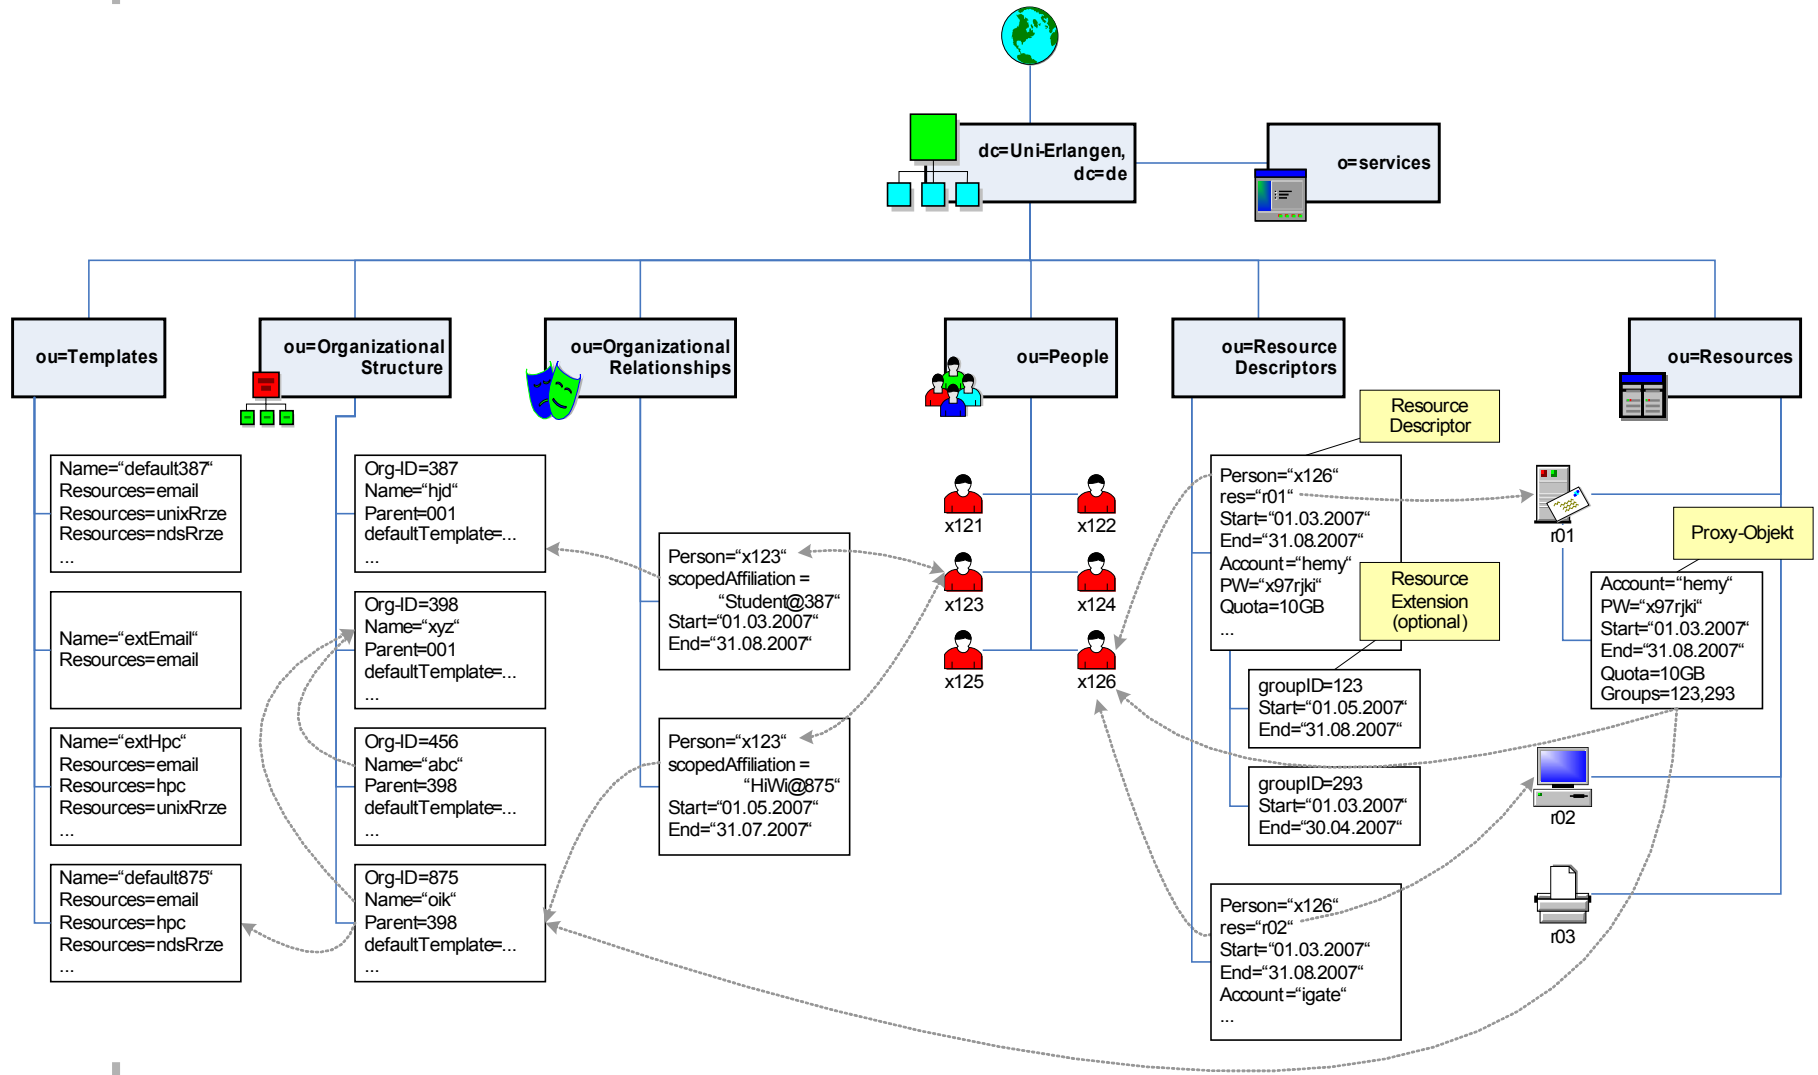 dc=Uni-Erlangen,
dc=de
o=services
ou=Templates
ou=Organizational
Structure
ou=Organizational
Relationships
ou=People
ou=Resource
Descriptors
ou=Resources
Name=“default387“
Resources=email
Resources=unixRrze
Resources=ndsRrze
...
Name=“extEmail“
Resources=email
Name=“extHpc“
Resources=email
Resources=hpc
Resources=unixRrze
...
Name=“default875“
Resources=email
Resources=hpc
Resources=ndsRrze
...
Org-ID=387
Name=“hjd“
Parent=001
defaultTemplate=...
...
Org-ID=398
Name=“xyz“
Parent=001
defaultTemplate=...
...
Org-ID=456
Name=“abc“
Parent=398
defaultTemplate=...
...
Org-ID=875
Name=“oik“
Parent=398
defaultTemplate=...
...
Person=“x123“
scopedAffiliation =
“Student@387“
Start=“01.03.2007“
End=“31.08.2007“
Person=“x123“
scopedAffiliation =
“HiWi@875“
Start=“01.05.2007“
End=“31.07.2007“
x121
x122
x123
x124
x125
x126
Resource
Descriptor
Person=“x126“
res=“r01“
Start=“01.03.2007“
End=“31.08.2007“
Account=“hemy“
PW=“x97rjki“
Quota=10GB
...
Resource
Extension
(optional)
groupID=123
Start=“01.05.2007“
End=“31.08.2007“
groupID=293
Start=“01.03.2007“
End=“30.04.2007“
Person=“x126“
res=“r02“
Start=“01.03.2007“
End=“31.08.2007“
Account=“igate“
...
r01
Proxy-Objekt
Account=“hemy“
PW=“x97rjki“
Start=“01.03.2007“
End=“31.08.2007“
Quota=10GB
Groups=123,293
r02
r03